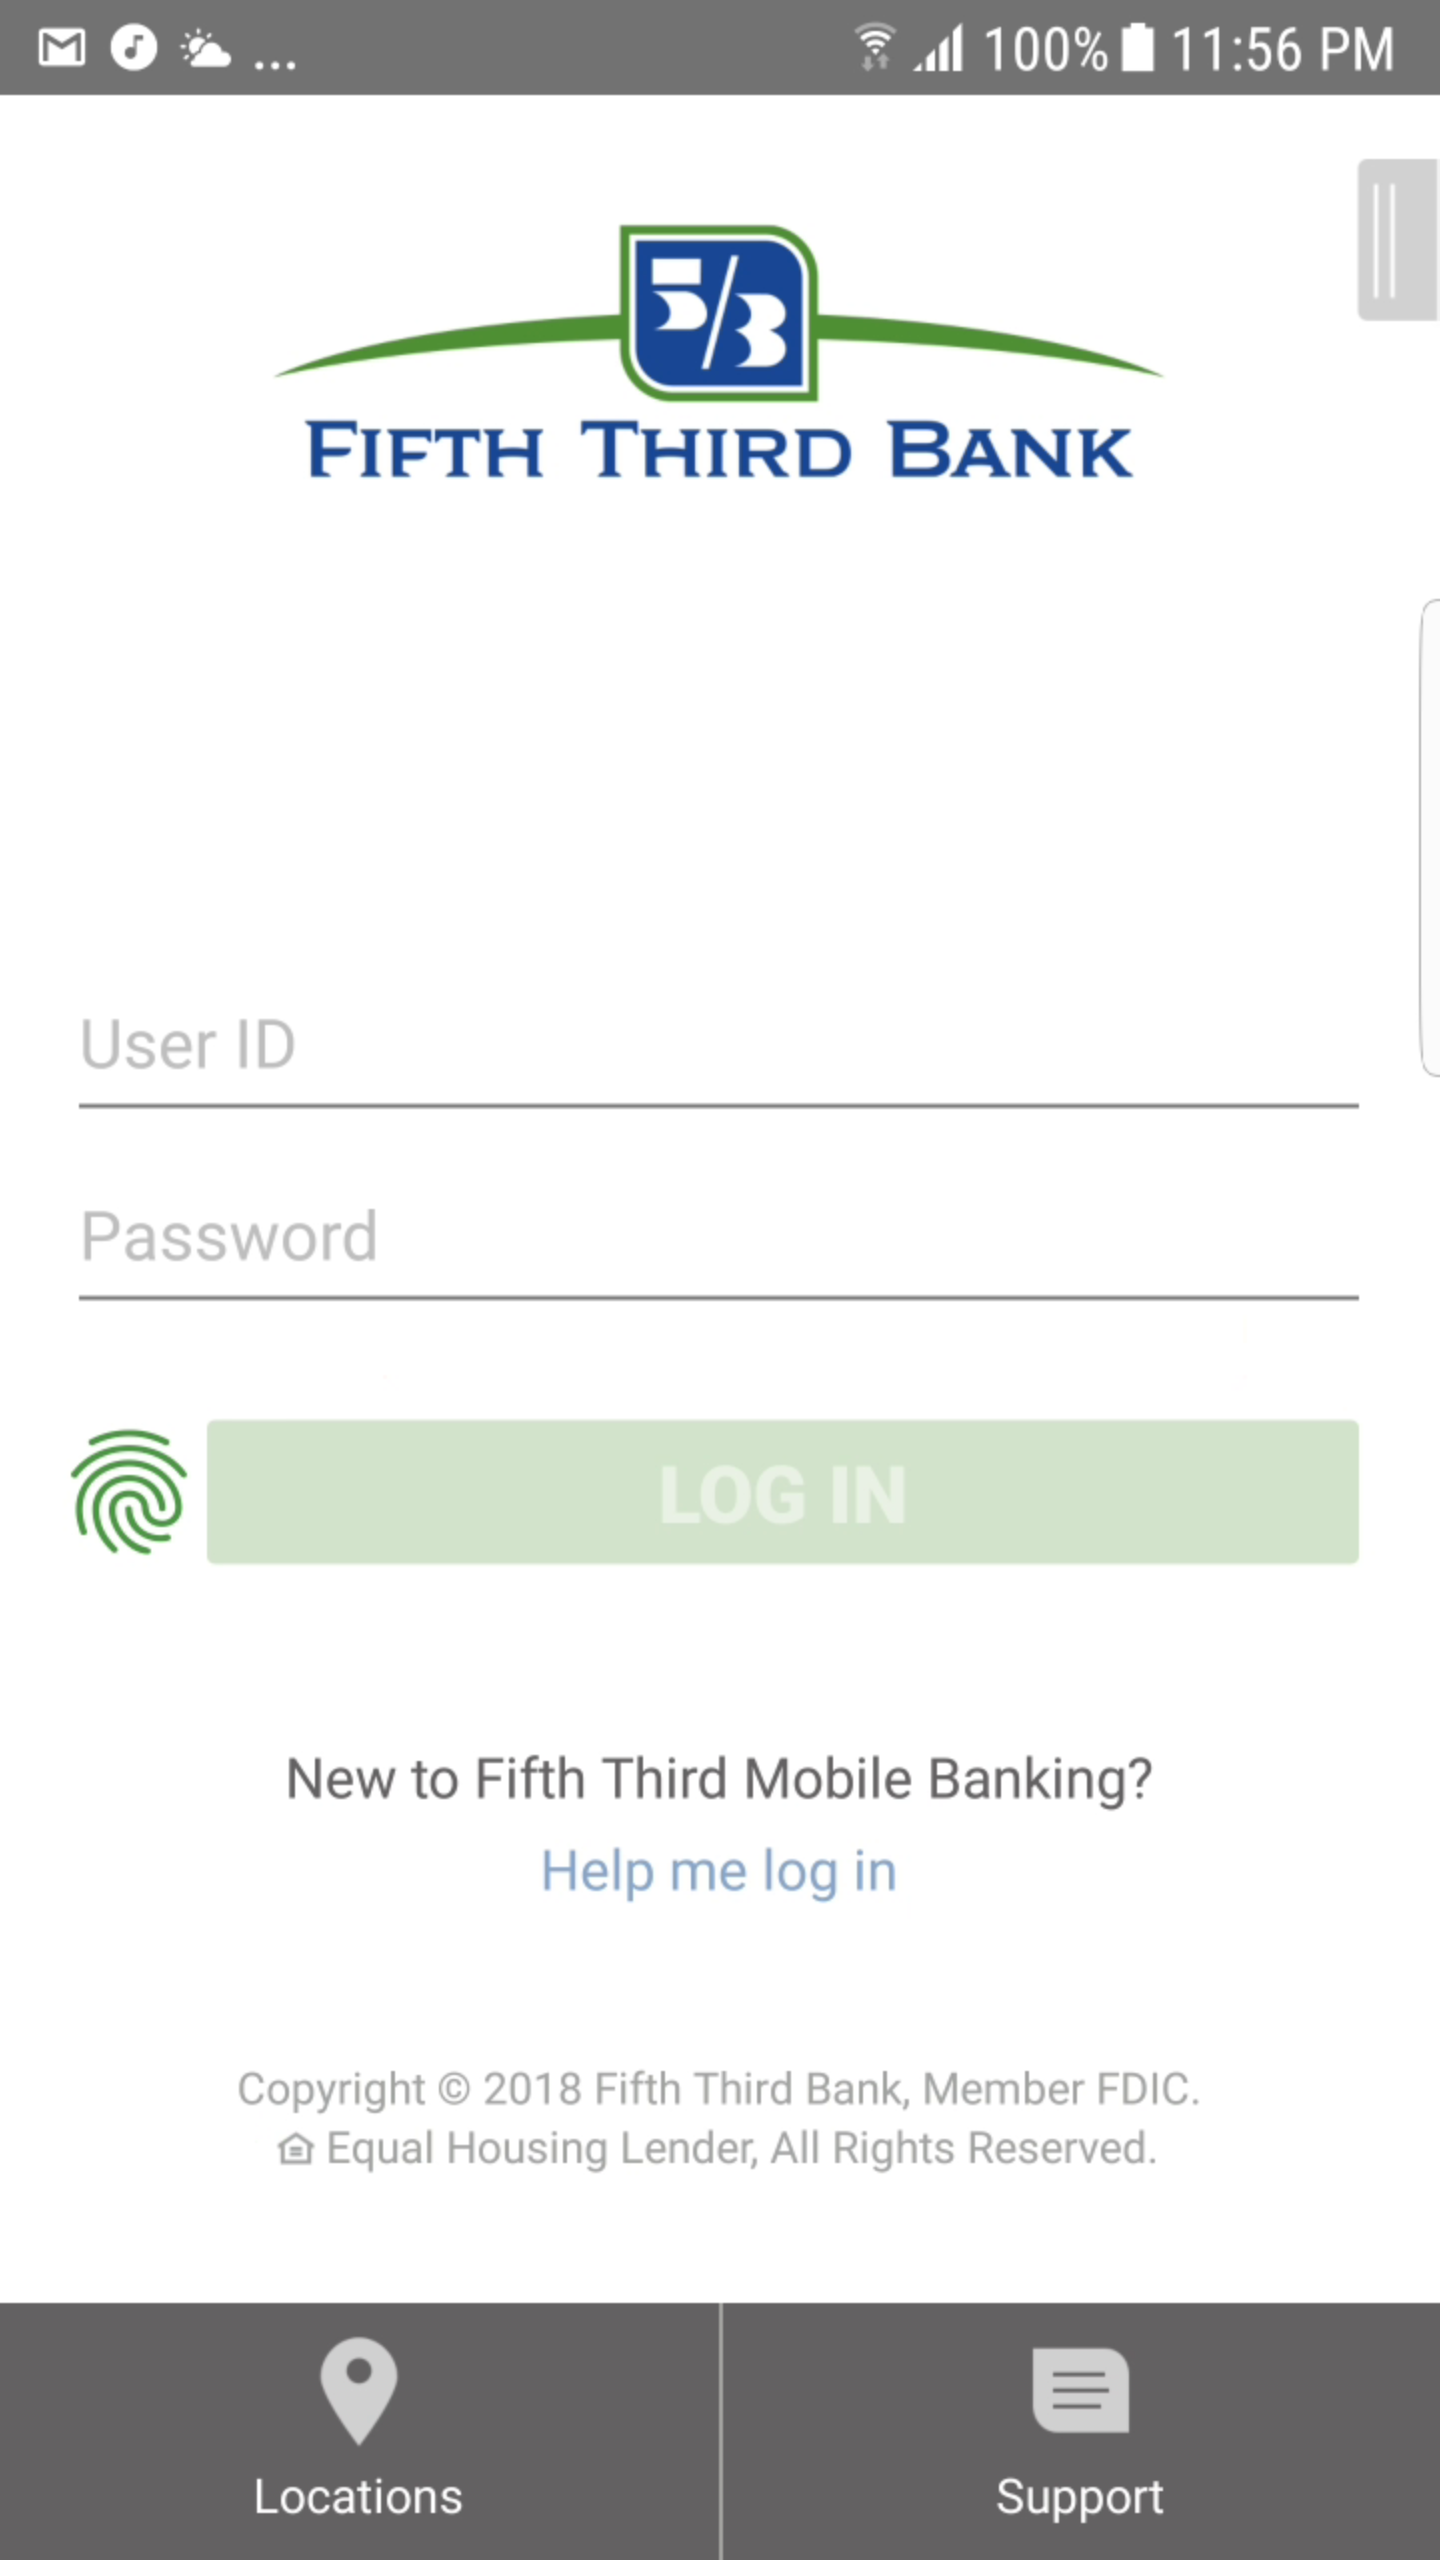 ... 100% 11:56 PM
5/3
FIFTH THIRD BANK
User ID
Password
LOG IN
New to Fifth Third Mobile Banking?
Help me log in
Copyright © 2018 Fifth Third Bank, Member FDIC.
Equal Housing Lender, All Rights Reserved.
Locations
Support